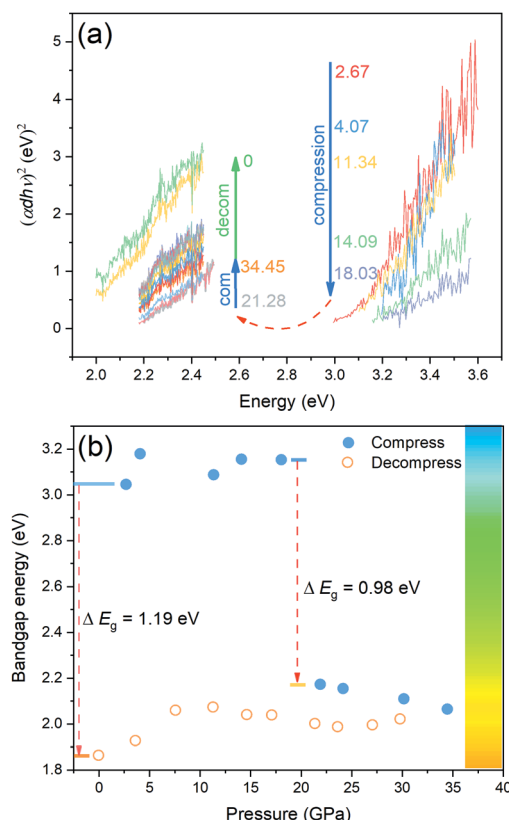 (a)
(αdhν)² (eV)²
5
4
3
2
1
0
decom
0
com
34.45
21.28
compression
2.67
4.07
11.34
14.09
18.03
2.0 2.2 2.4 2.6 2.8 3.0 3.2 3.4 3.6
Energy (eV)
(b)
Bandgap energy (eV)
3.2
3.0
2.8
2.6
2.4
2.2
2.0
1.8
Compress
Decompress
Δ Eg = 1.19 eV
Δ Eg = 0.98 eV
0 5 10 15 20 25 30 35 40
Pressure (GPa)